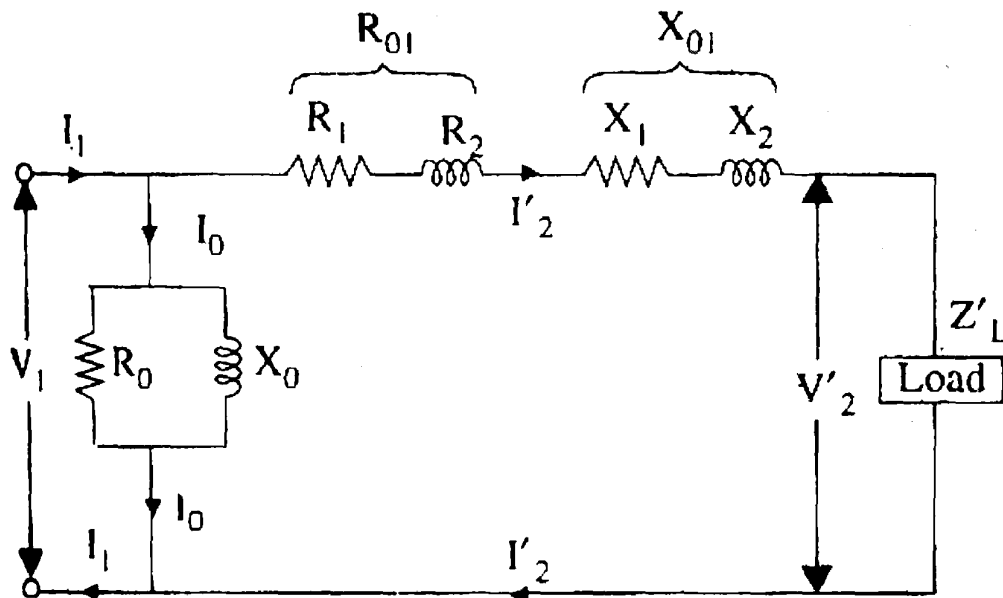 R₀₁ X₀₁
R₁ R₂ X₁ X₂
I₁
I′₂
I₀
Z′L
V₁ R₀ X₀ V′₂ Load
I₀
I₁ I′₂